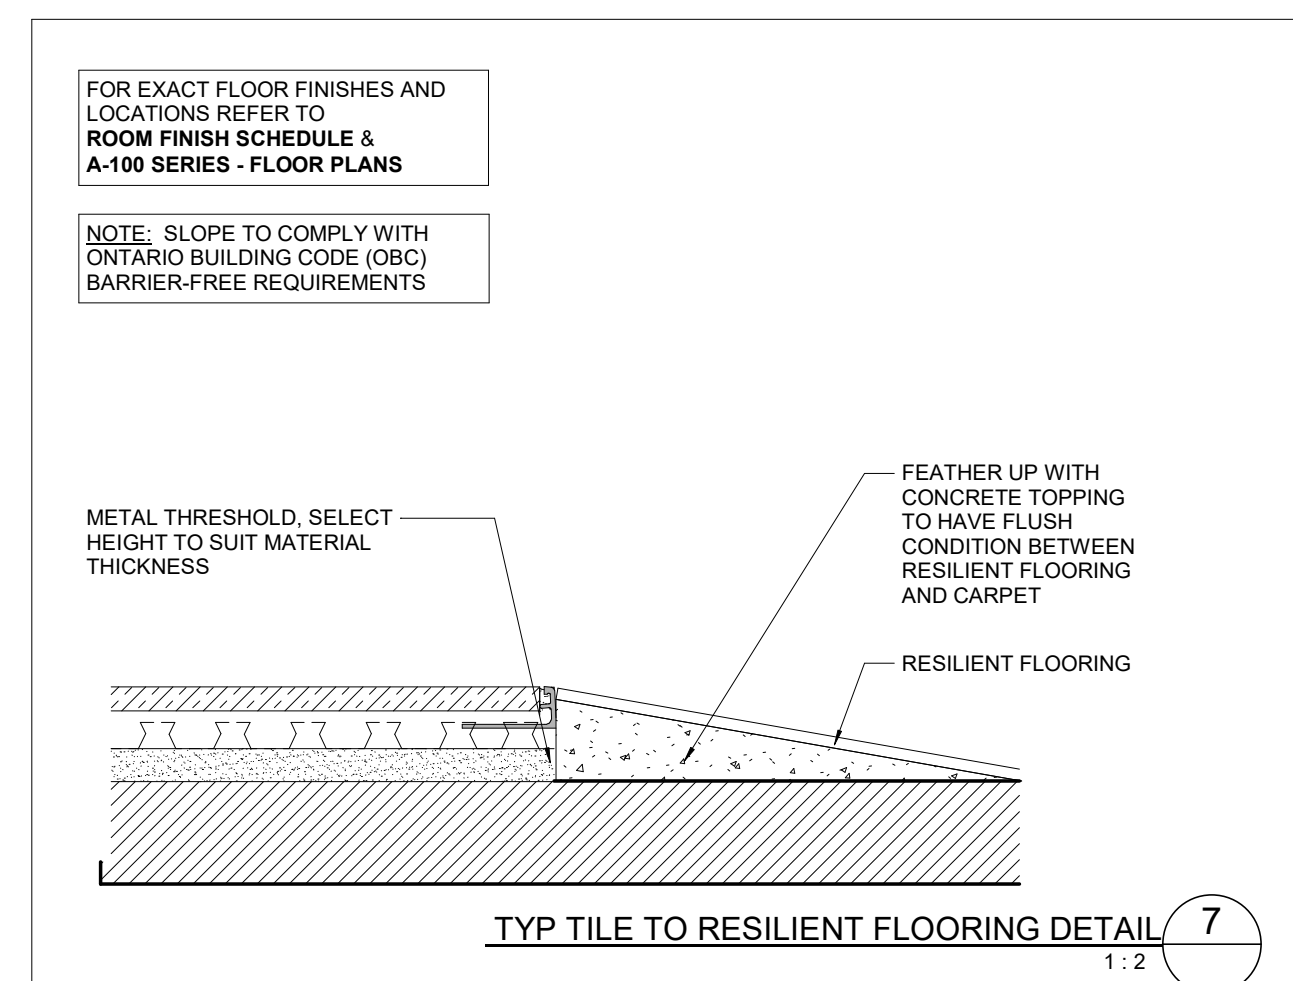 FOR EXACT FLOOR FINISHES AND
LOCATIONS REFER TO
ROOM FINISH SCHEDULE &
A-100 SERIES - FLOOR PLANS
NOTE: SLOPE TO COMPLY WITH
ONTARIO BUILDING CODE (OBC)
BARRIER-FREE REQUIREMENTS
METAL THRESHOLD, SELECT
HEIGHT TO SUIT MATERIAL
THICKNESS
FEATHER UP WITH
CONCRETE TOPPING
TO HAVE FLUSH
CONDITION BETWEEN
RESILIENT FLOORING
AND CARPET
RESILIENT FLOORING
TYP TILE TO RESILIENT FLOORING DETAIL
7
1 : 2